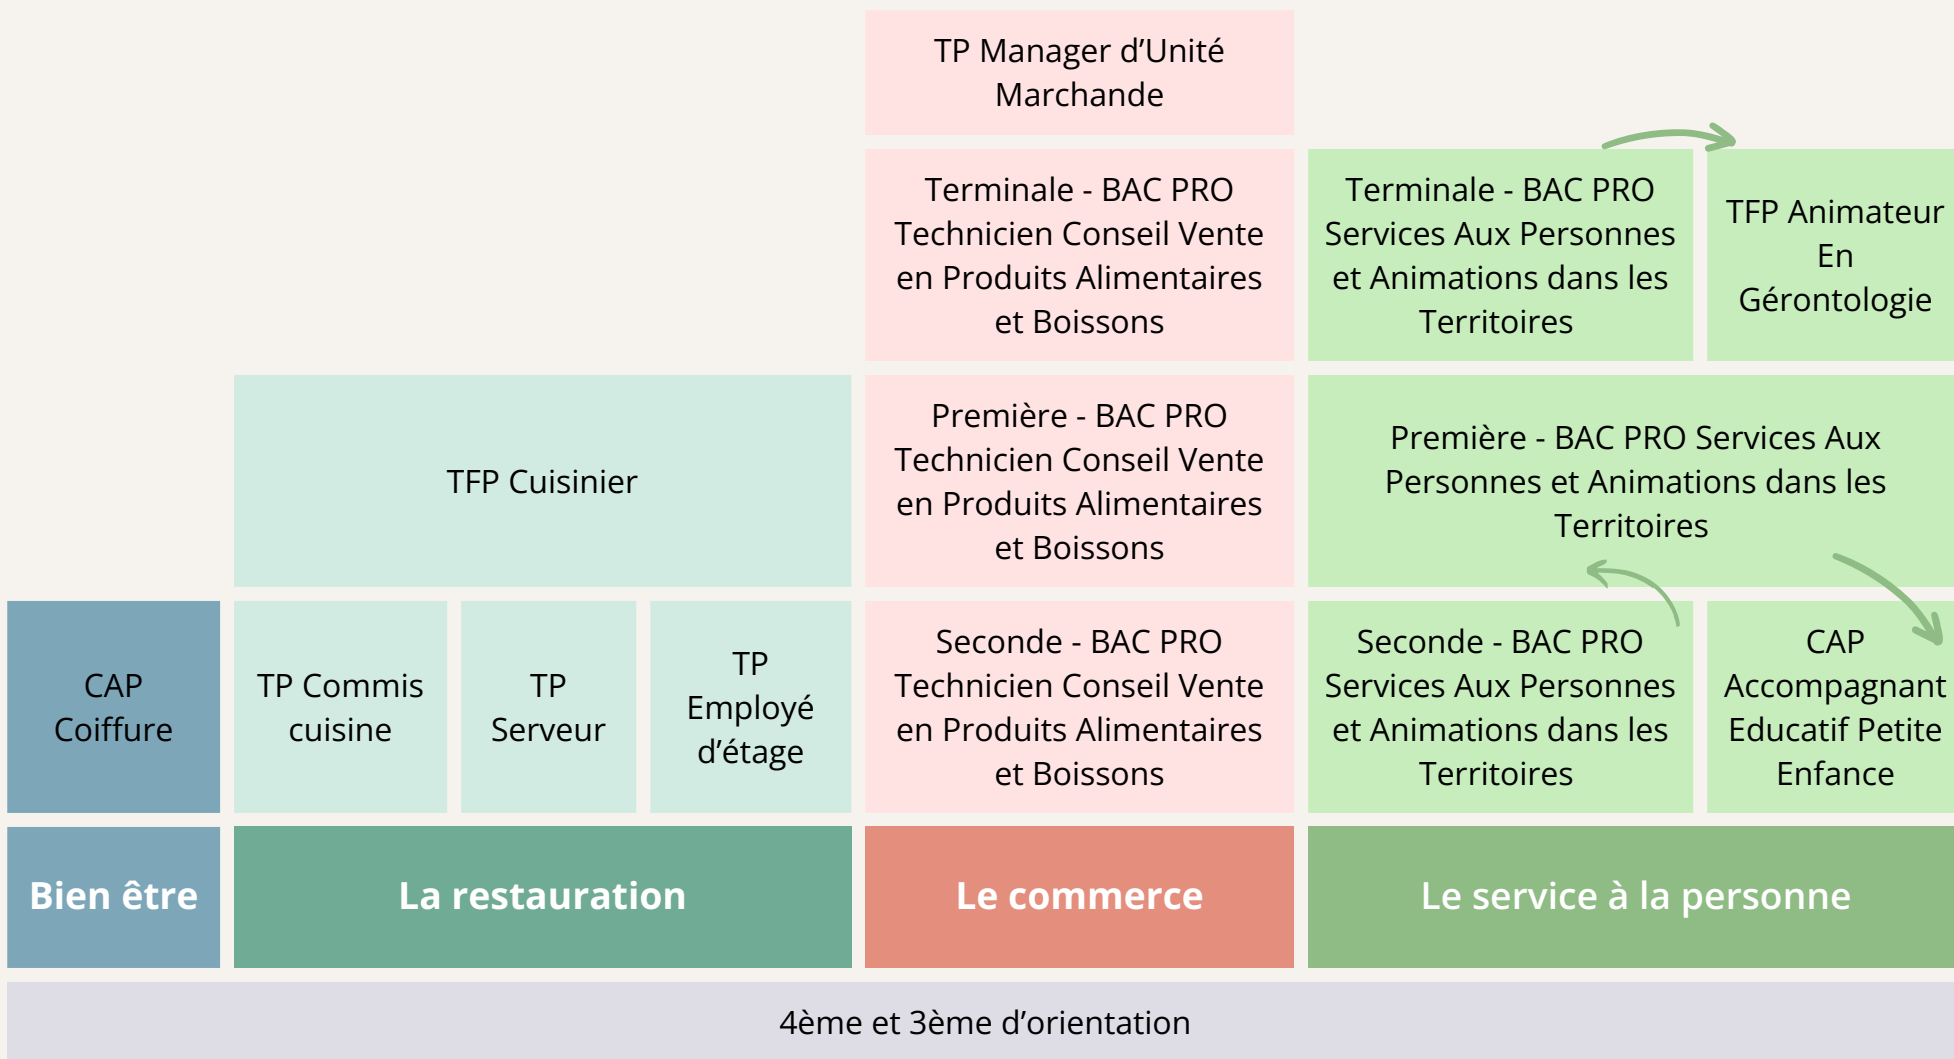 TP Manager d’Unité
Marchande
Terminale - BAC PRO
Technicien Conseil Vente
en Produits Alimentaires
et Boissons
Terminale - BAC PRO
Services Aux Personnes
et Animations dans les
Territoires
TFP Animateur
En
Gérontologie
TFP Cuisinier
Première - BAC PRO
Technicien Conseil Vente
en Produits Alimentaires
et Boissons
Première - BAC PRO Services Aux
Personnes et Animations dans les
Territoires
CAP
Coiffure
TP Commis
cuisine
TP
Serveur
TP
Employé
d’étage
Seconde - BAC PRO
Technicien Conseil Vente
en Produits Alimentaires
et Boissons
Seconde - BAC PRO
Services Aux Personnes
et Animations dans les
Territoires
CAP
Accompagnant
Educatif Petite
Enfance
Bien être
La restauration
Le commerce
Le service à la personne
4ème et 3ème d’orientation